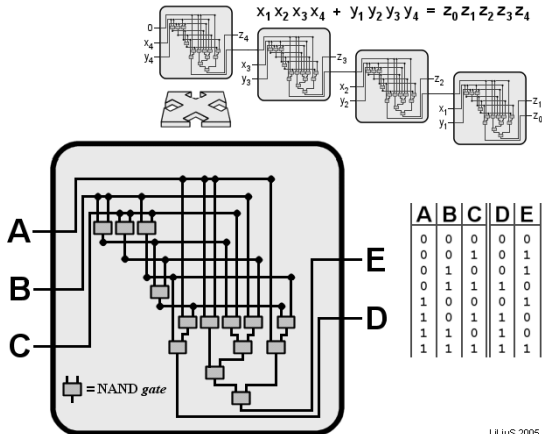 x1 x2 x3 x4 + y1 y2 y3 y4 = z0 z1 z2 z3 z4
0
x4
y4
z4
x3
y3
z3
x2
y2
z2
x1
y1
z1
z0
A
B
C
E
D
= NAND gate
A B C D E
0 0 0 0 0
0 0 1 0 1
0 1 0 0 1
0 1 1 1 0
1 0 0 0 1
1 0 1 1 0
1 1 0 1 0
1 1 1 1 1
LiLjuS 2005